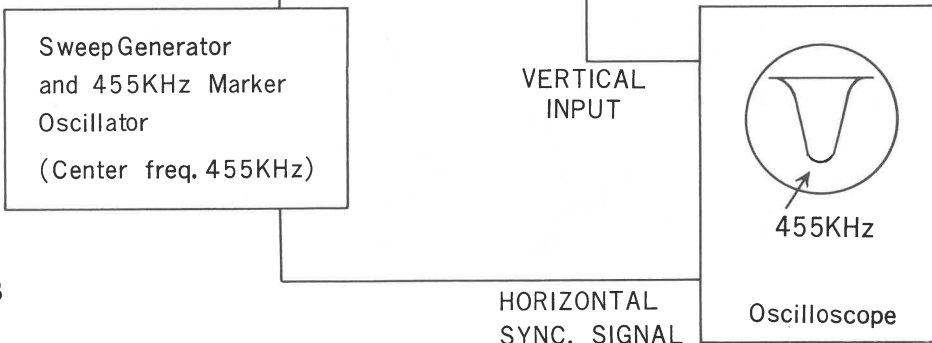 Sweep Generator
and 455KHz Marker
Oscillator
(Center freq. 455KHz)
VERTICAL
INPUT
455KHz
HORIZONTAL
SYNC. SIGNAL
Oscilloscope